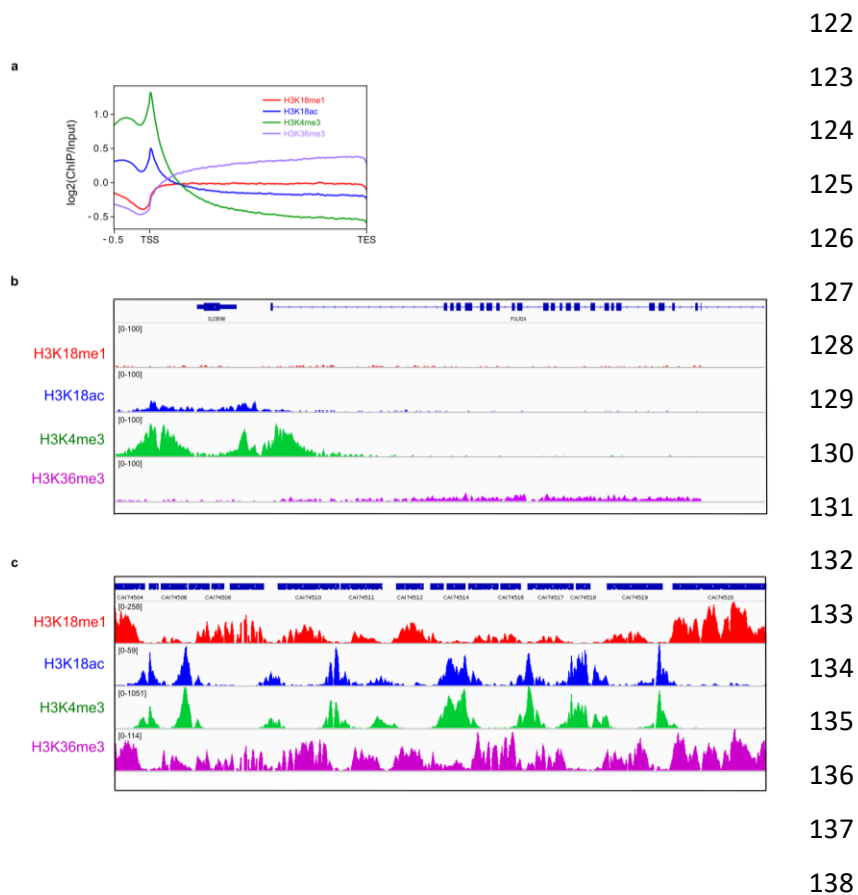 122
a
123
H3K18me1
H3K18ac
H3K4me3
H3K36me3
log2(ChIP/Input)
1.0
0.5
0.0
-0.5
124
125
-0.5 TSS TES
126
b
127
POLR2A
[0-100]
H3K18me1
128
[0-100]
H3K18ac
129
[0-100]
H3K4me3
130
[0-100]
H3K36me3
131
c
132
CAI74504 CAI74506 CAI74508 CAI74510 CAI74511 CAI74512 CAI74514 CAI74516 CAI74517 CAI74518 CAI74519 CAI74520
[0-258]
H3K18me1
133
[0-59]
H3K18ac
134
[0-1051]
H3K4me3
135
[0-114]
H3K36me3
136
137
138